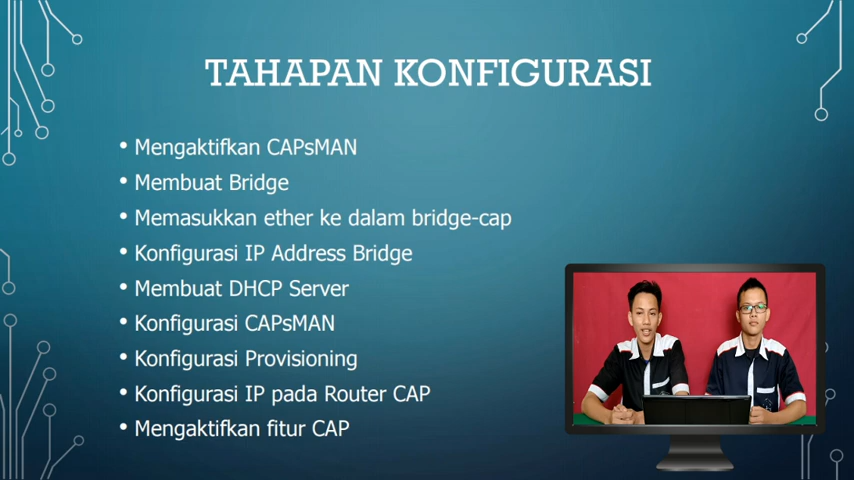 TAHAPAN KONFIGURASI
• Mengaktifkan CAPsMAN
• Membuat Bridge
• Memasukkan ether ke dalam bridge-cap
• Konfigurasi IP Address Bridge
• Membuat DHCP Server
• Konfigurasi CAPsMAN
• Konfigurasi Provisioning
• Konfigurasi IP pada Router CAP
• Mengaktifkan fitur CAP